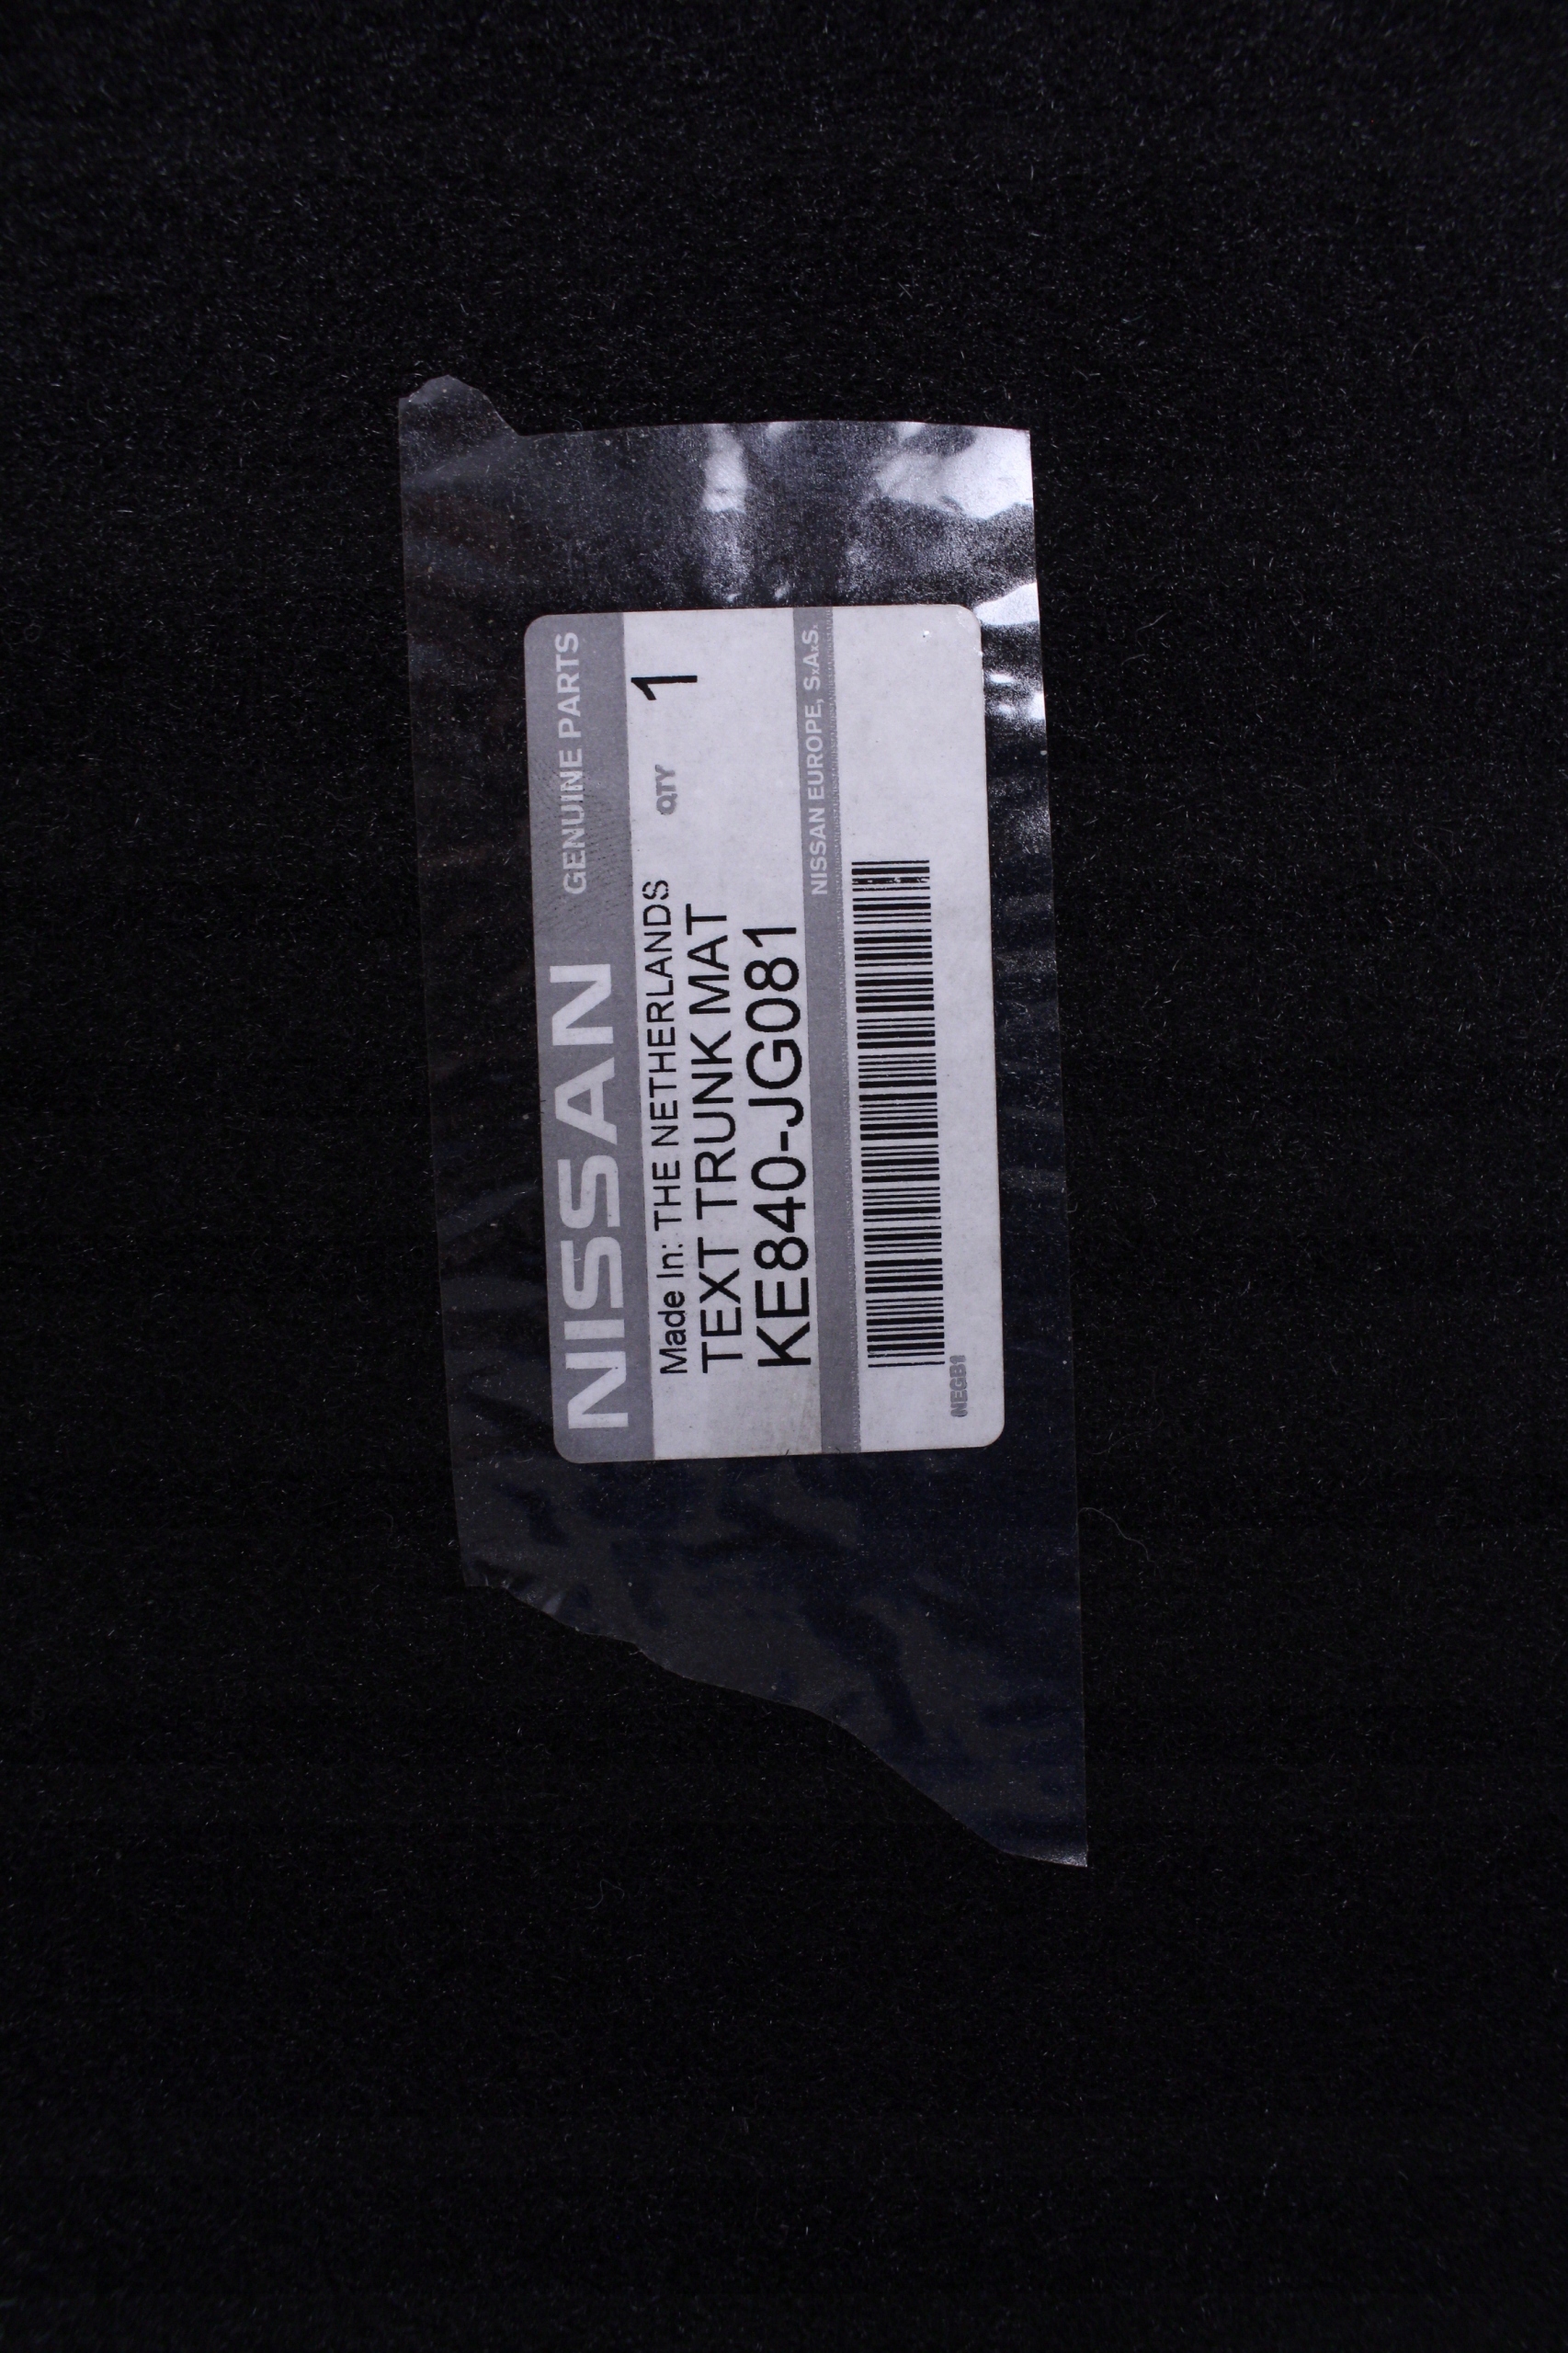 NISSAN GENUINE PARTS
Made In: THE NETHERLANDS QTY 1
TEXT TRUNK MAT
KE840-JG081
NISSAN EUROPE, S.A.S.
NEGB1